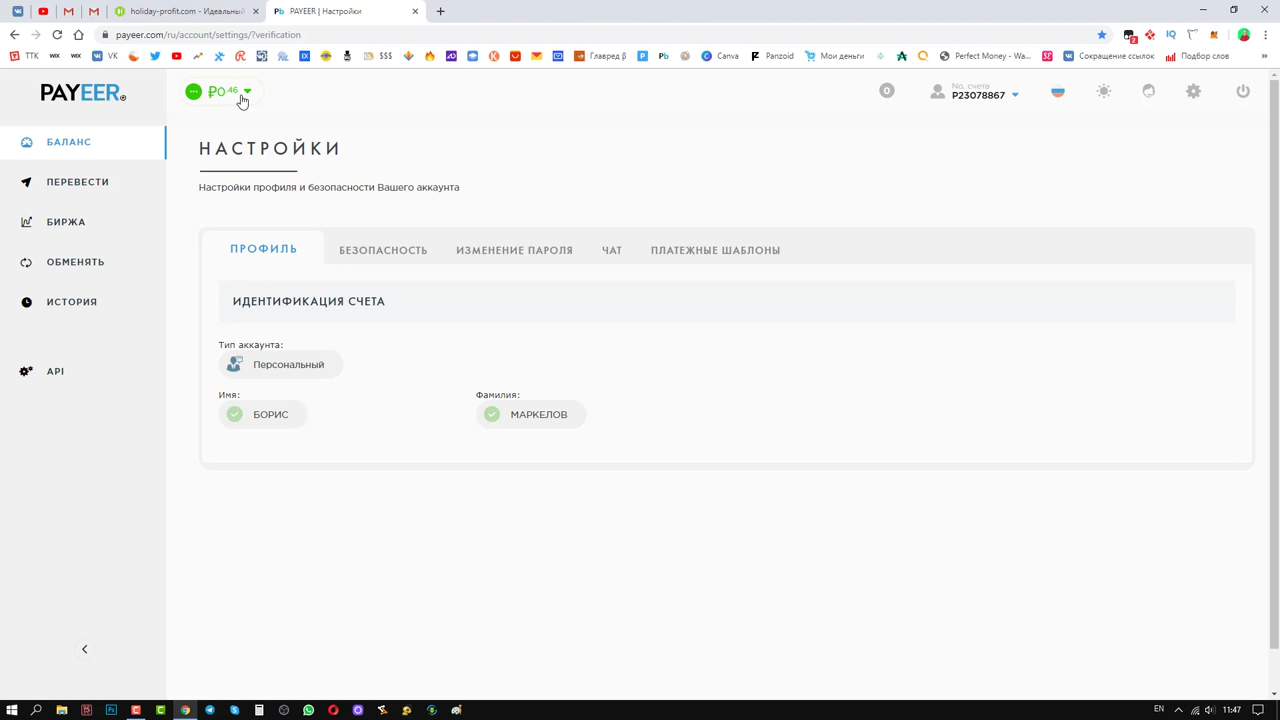 holiday-profit.com - Идеальный
PAYEER | Настройки
payeer.com/ru/account/settings/?verification
ТТК
VK
$$$
Главред β
Canva
Panzoid
Мои деньги
Perfect Money - Wa...
Сокращение ссылок
Подбор слов
»
PAYEER
₽0.46
0
No. счета
P23078867
БАЛАНС
ПЕРЕВЕСТИ
БИРЖА
ОБМЕНЯТЬ
ИСТОРИЯ
API
НАСТРОЙКИ
Настройки профиля и безопасности Вашего аккаунта
ПРОФИЛЬ
БЕЗОПАСНОСТЬ
ИЗМЕНЕНИЕ ПАРОЛЯ
ЧАТ
ПЛАТЕЖНЫЕ ШАБЛОНЫ
ИДЕНТИФИКАЦИЯ СЧЕТА
Тип аккаунта:
Персональный
Имя:
Фамилия:
БОРИС
МАРКЕЛОВ
EN
11:47